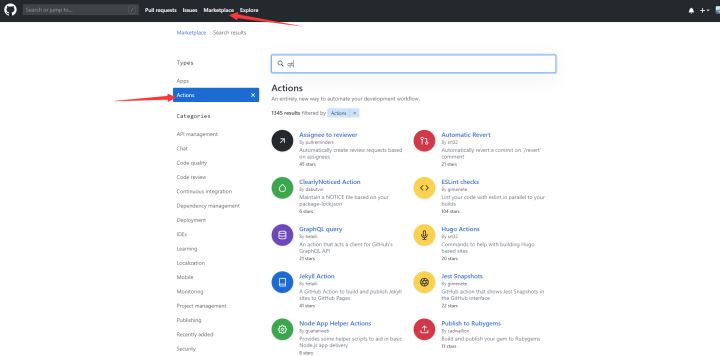 Search or jump to...
/
Pull requests Issues Marketplace Explore
Marketplace Search results
Types
Apps
Actions
Categories
API management
Chat
Code quality
Code review
Continuous integration
Dependency management
Deployment
IDEs
Learning
Localization
Mobile
Monitoring
Project management
Publishing
Recently added
Security
qt
Actions
An entirely new way to automate your development workflow.
1345 results filtered by Actions
Assignee to reviewer
By pullreminders
Automatically create review requests based
on assignees
45 stars
Automatic Revert
By srt32
Automatically revert a commit on '/revert'
comment
21 stars
ClearlyNoticed Action
By
Maintain a NOTICE file based on your
package-lock.json
6 stars
ESLint checks
By gimenete
Lint your code with eslint in parallel to your
builds
104 stars
GraphQL query
By helaili
An action that acts a client for GitHub's
GraphQL API
21 stars
Hugo Actions
By srt32
Commands to help with building Hugo
based sites
20 stars
Jekyll Action
By helaili
A GitHub Action to build and publish Jekyll
sites to GitHub Pages
41 stars
Jest Snapshots
By gimenete
GitHub action that shows Jest Snapshots in
the GitHub interface
22 stars
Node App Helper Actions
By
Provides some helper scripts to aid in basic
Node.js app delivery
8 stars
Publish to Rubygems
By cadwallion
Build and publish your gem to Rubygems
11 stars